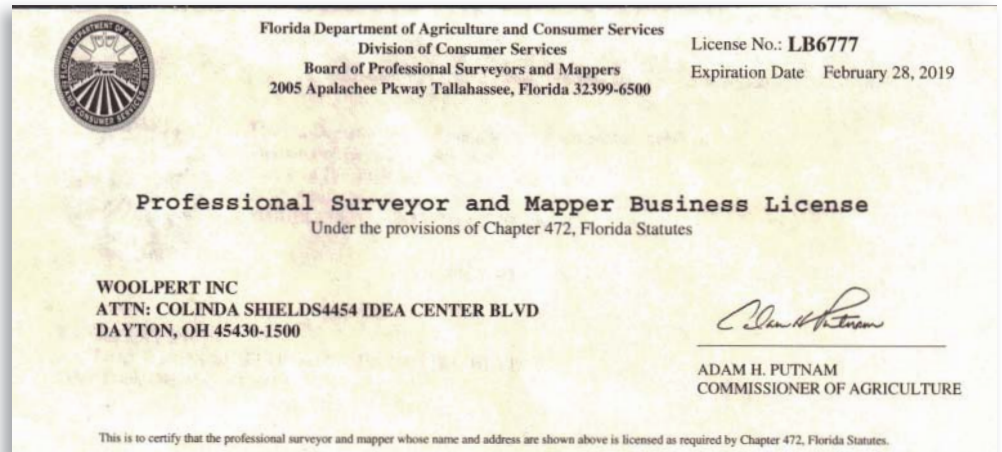 Florida Department of Agriculture and Consumer Services
Division of Consumer Services
Board of Professional Surveyors and Mappers
2005 Apalachee Pkway Tallahassee, Florida 32399-6500
License No.: LB6777
Expiration Date February 28, 2019
Professional Surveyor and Mapper Business License
Under the provisions of Chapter 472, Florida Statutes
WOOLPERT INC
ATTN: COLINDA SHIELDS4454 IDEA CENTER BLVD
DAYTON, OH 45430-1500
ADAM H. PUTNAM
COMMISSIONER OF AGRICULTURE
This is to certify that the professional surveyor and mapper whose name and address are shown above is licensed as required by Chapter 472, Florida Statutes.